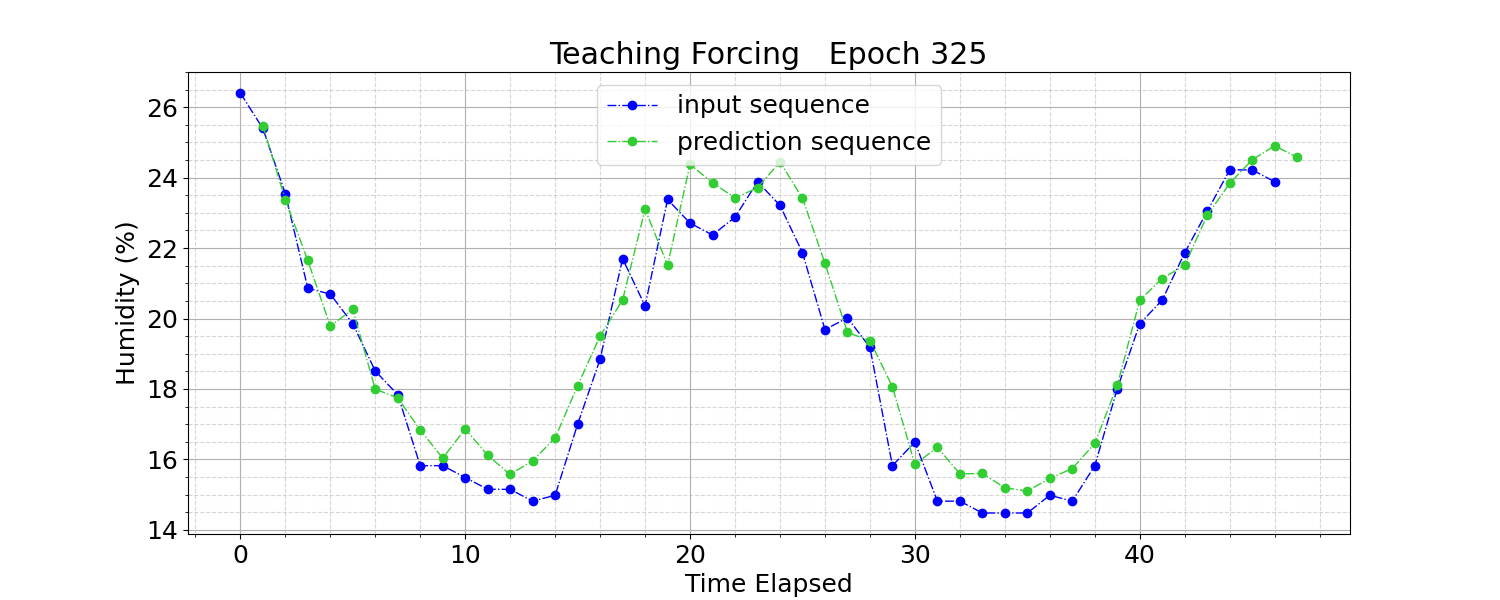 Teaching Forcing   Epoch 325
input sequence
prediction sequence
Humidity (%)
26
24
22
20
18
16
14
0 10 20 30 40
Time Elapsed